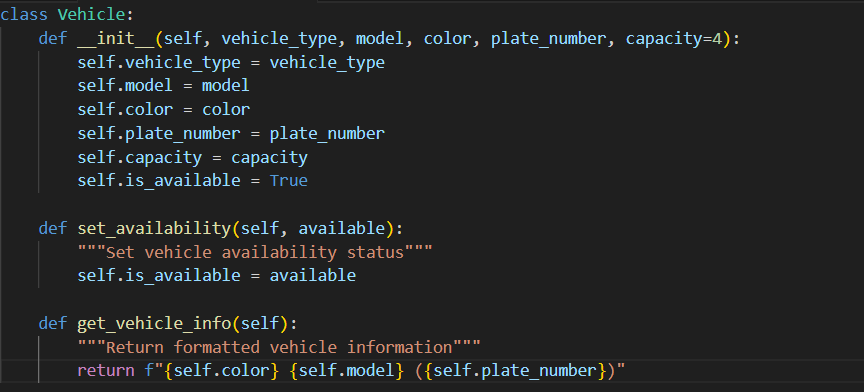 class Vehicle:
    def __init__(self, vehicle_type, model, color, plate_number, capacity=4):
        self.vehicle_type = vehicle_type
        self.model = model
        self.color = color
        self.plate_number = plate_number
        self.capacity = capacity
        self.is_available = True

    def set_availability(self, available):
        """Set vehicle availability status"""
        self.is_available = available

    def get_vehicle_info(self):
        """Return formatted vehicle information"""
        return f"{self.color} {self.model} ({self.plate_number})"